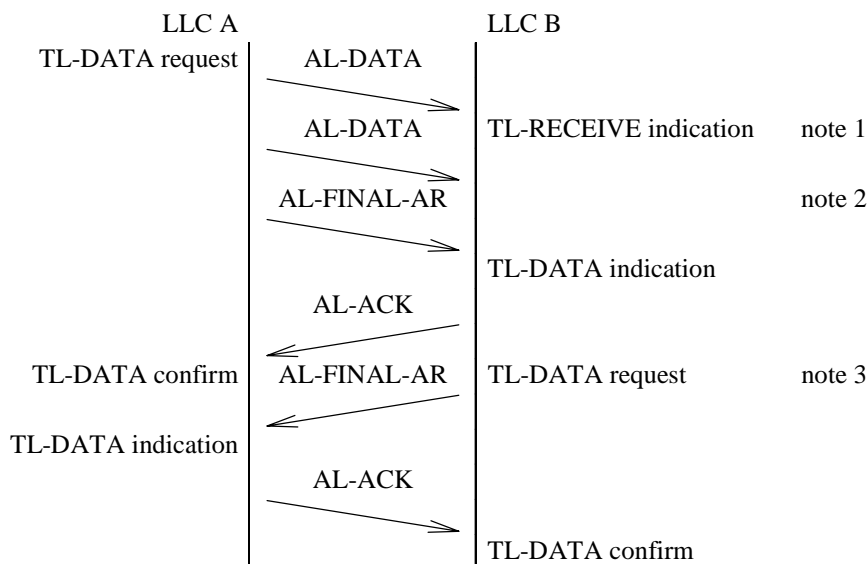 LLC A LLC B
TL-DATA request AL-DATA
AL-DATA TL-RECEIVE indication note 1
AL-FINAL-AR note 2
TL-DATA indication
AL-ACK
TL-DATA confirm AL-FINAL-AR TL-DATA request note 3
TL-DATA indication
AL-ACK
TL-DATA confirm